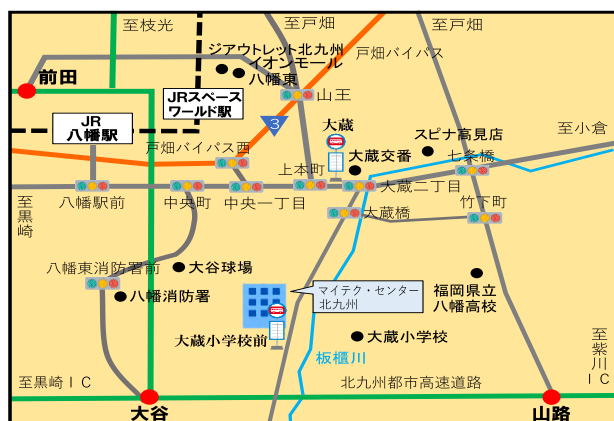 至枝光
至戸畑
至戸畑
戸畑バイパス
ジアウトレット北九州
イオンモール
八幡東
前田
JRスペース
ワールド駅
山王
JR
八幡駅
3
大蔵
戸畑バイパス西
大蔵交番
スピナ高見店
至小倉
上本町
七条橋
至黒崎
八幡駅前
中央町
中央一丁目
大蔵二丁目
大蔵橋
竹下町
八幡東消防署前
大谷球場
八幡消防署
マイテク・センター
北九州
福岡県立
八幡高校
大蔵小学校前
大蔵小学校
板櫃川
至紫川IC
至黒崎IC
北九州都市高速道路
大谷
山路